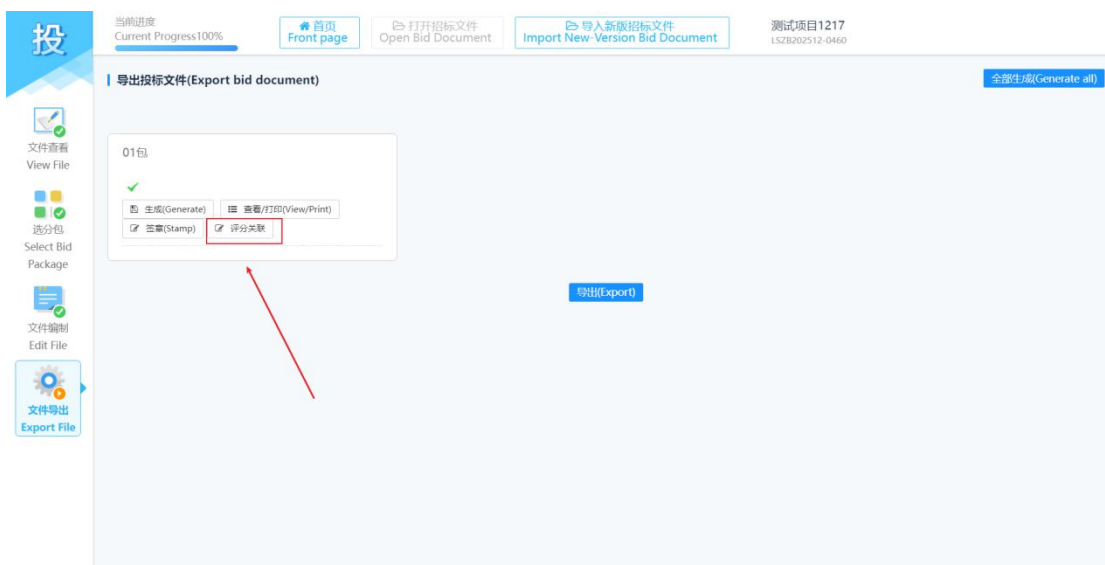 投
当前进度
Current Progress100%
首页
Front page
打开招标文件
Open Bid Document
导入新版招标文件
Import New-Version Bid Document
测试项目1217
LSZB202512-0460
导出投标文件(Export bid document)
全部生成(Generate all)
文件查看
View File
选分包
Select Bid
Package
文件编制
Edit File
文件导出
Export File
01包
生成(Generate)
查看/打印(View/Print)
签章(Stamp)
评分关联
导出(Export)